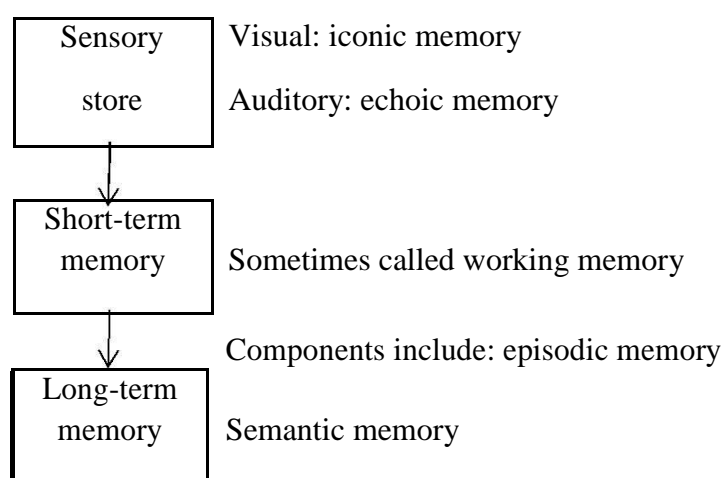 Sensory
store
Visual: iconic memory
Auditory: echoic memory
Short-term
memory
Sometimes called working memory
Components include: episodic memory
Long-term
memory
Semantic memory